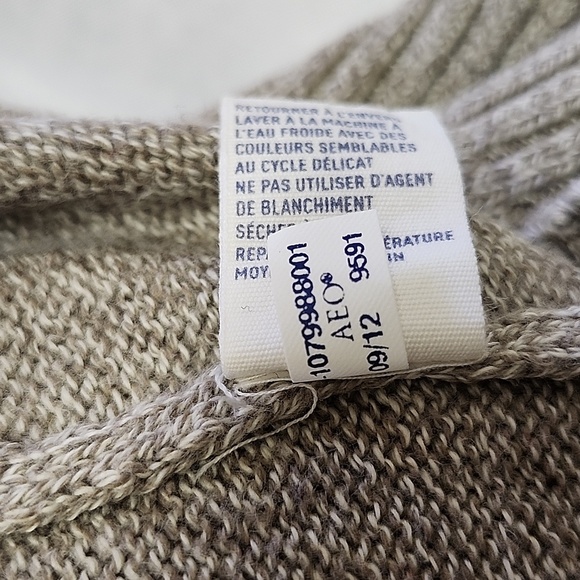 RETOURNER À L'ENVERS
LAVER À LA MACHINE À
L'EAU FROIDE AVEC DES
COULEURS SEMBLABLES
AU CYCLE DÉLICAT
NE PAS UTILISER D'AGENT
DE BLANCHIMENT
1079988001
AEO®
09/12 9591